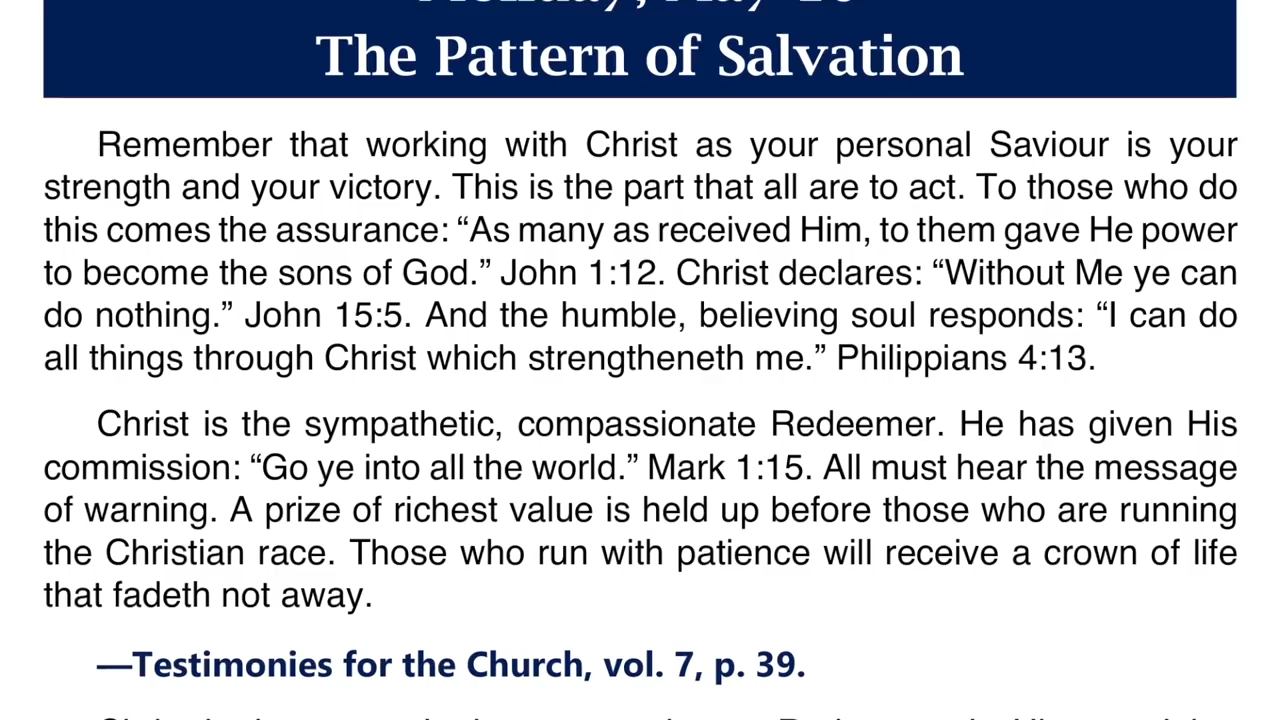 The Pattern of Salvation
Remember that working with Christ as your personal Saviour is your
strength and your victory. This is the part that all are to act. To those who do
this comes the assurance: “As many as received Him, to them gave He power
to become the sons of God.” John 1:12. Christ declares: “Without Me ye can
do nothing.” John 15:5. And the humble, believing soul responds: “I can do
all things through Christ which strengtheneth me.” Philippians 4:13.
Christ is the sympathetic, compassionate Redeemer. He has given His
commission: “Go ye into all the world.” Mark 1:15. All must hear the message
of warning. A prize of richest value is held up before those who are running
the Christian race. Those who run with patience will receive a crown of life
that fadeth not away.
—Testimonies for the Church, vol. 7, p. 39.